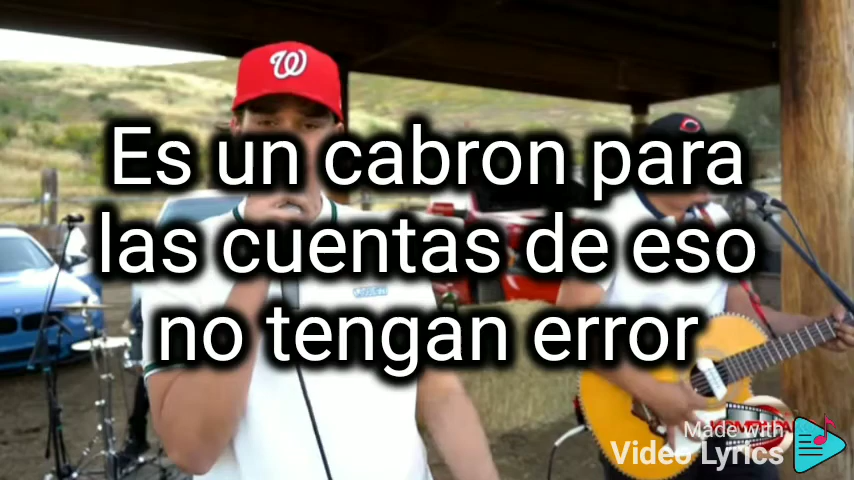 W
Es un cabron para
las cuentas de eso
no tengan error
Made with
Video Lyrics